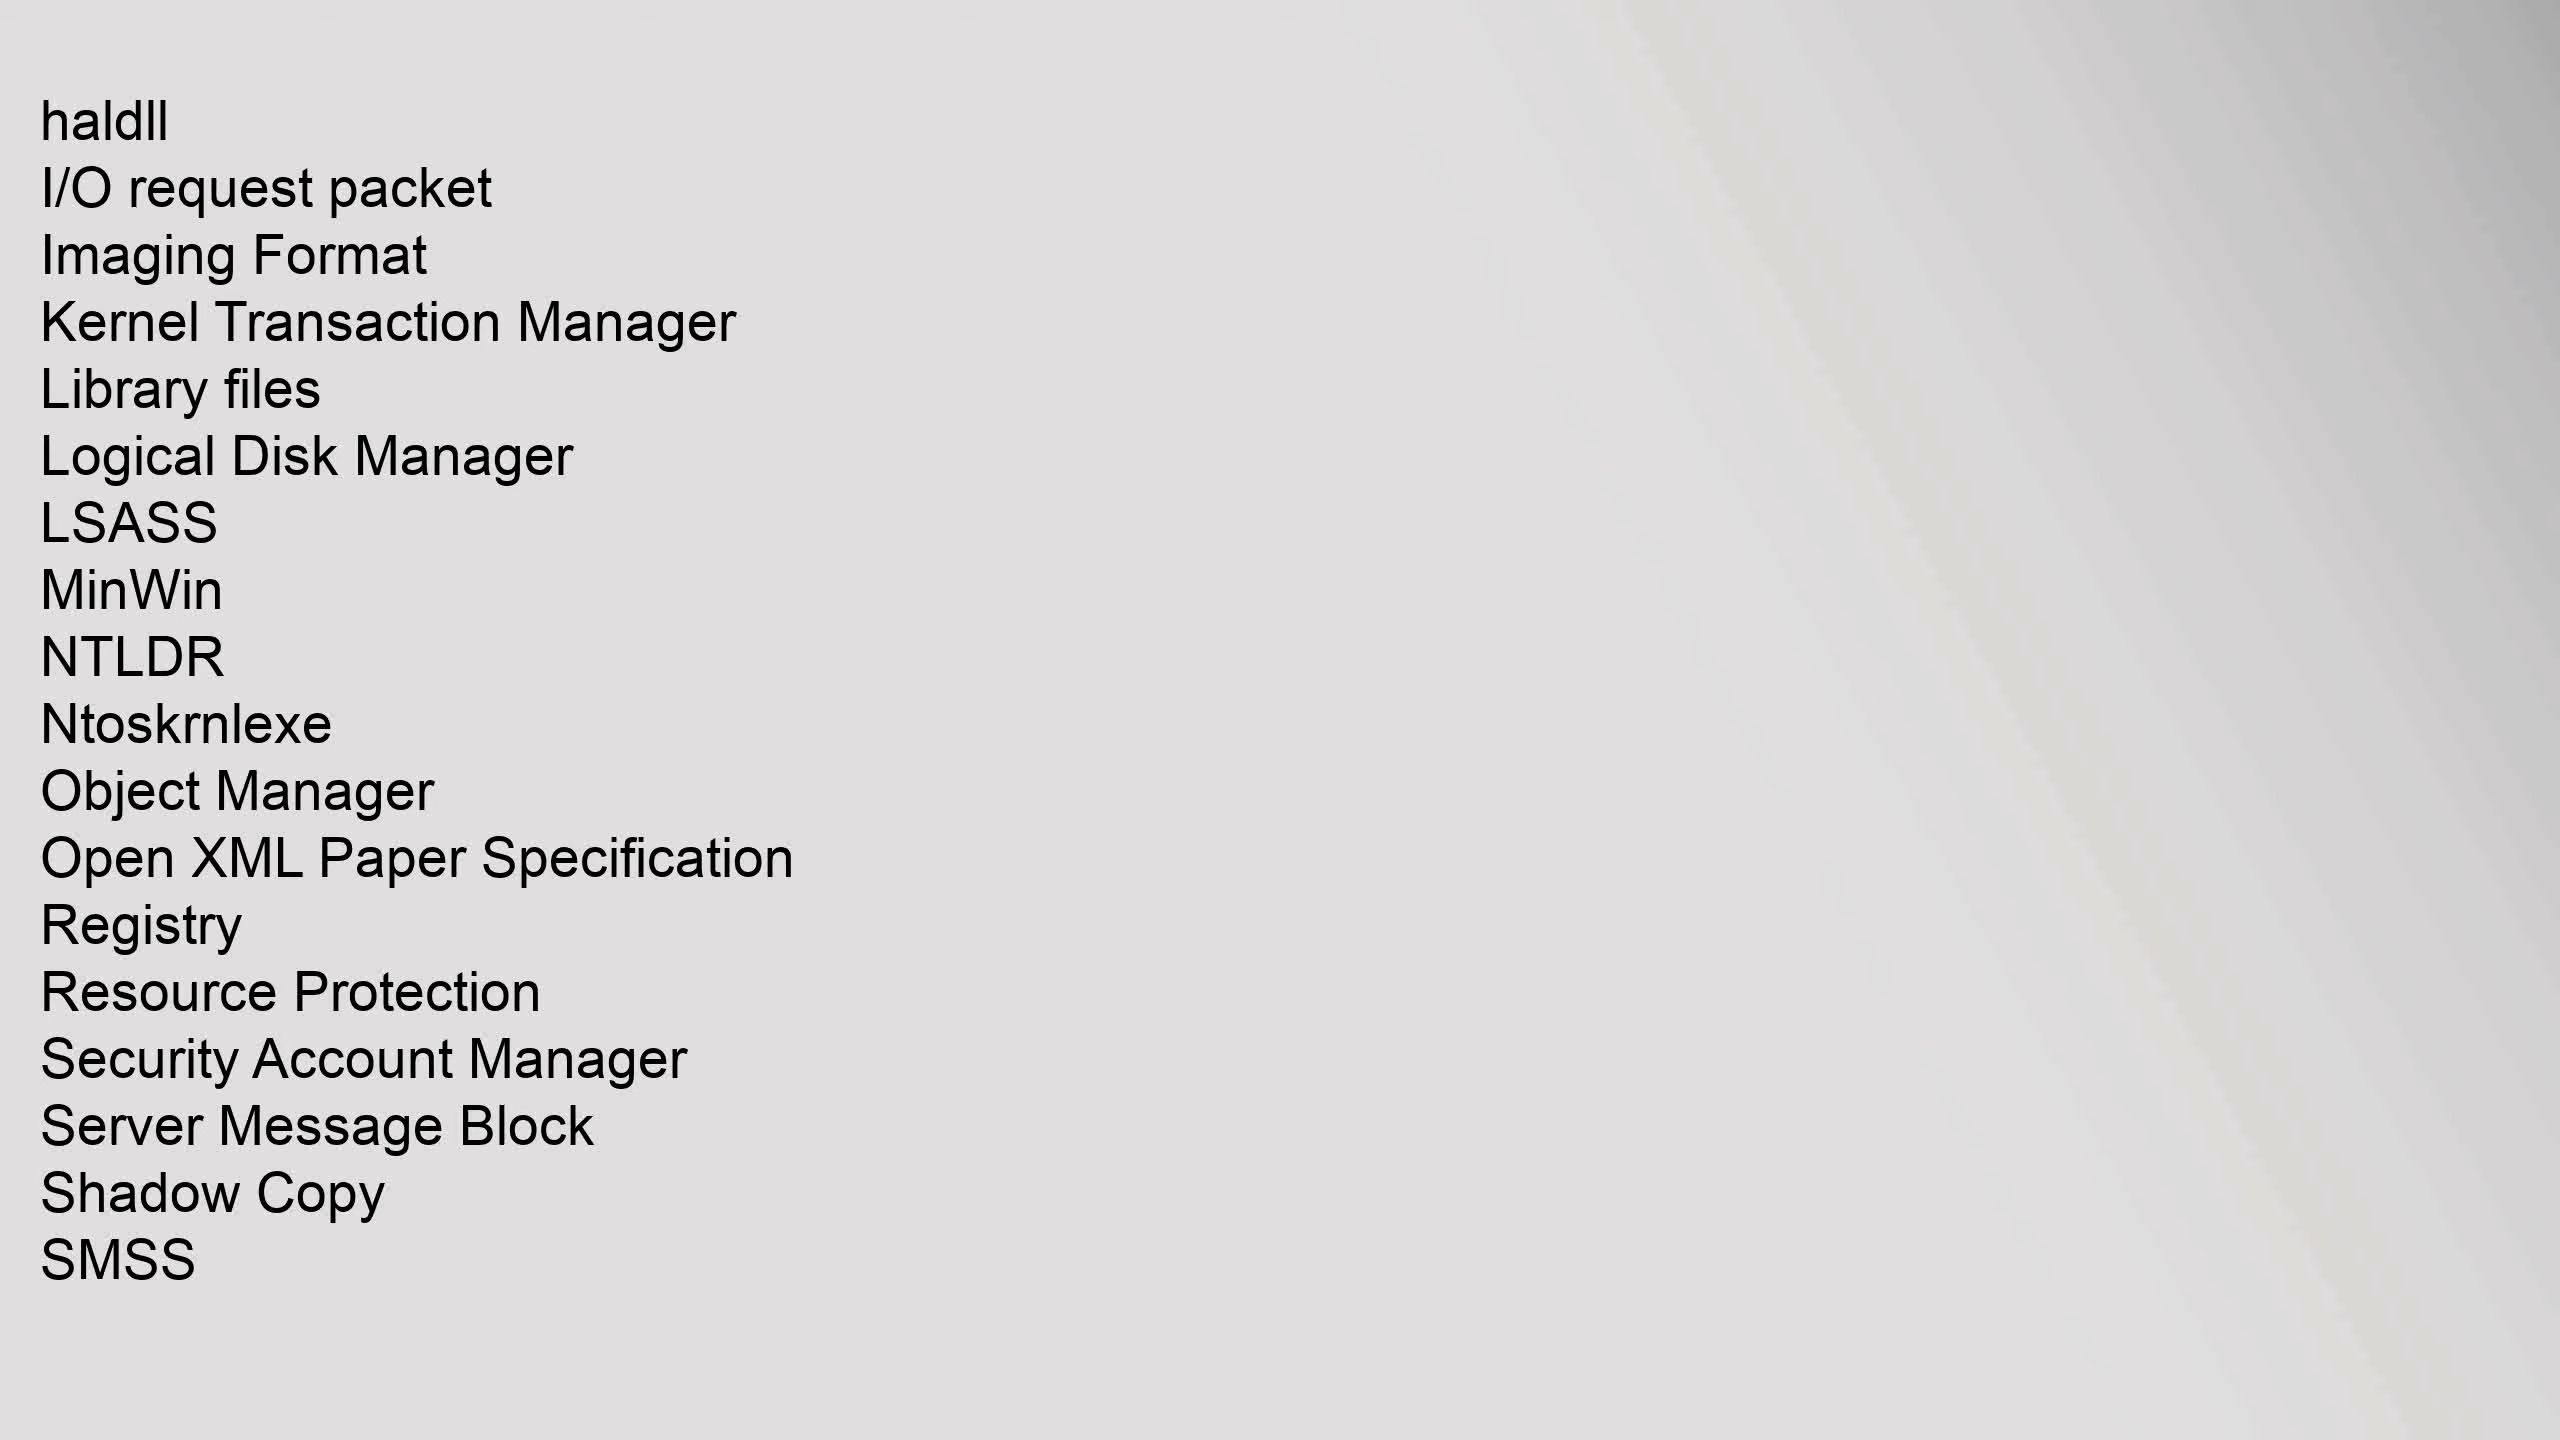 haldll
I/O request packet
Imaging Format
Kernel Transaction Manager
Library files
Logical Disk Manager
LSASS
MinWin
NTLDR
Ntoskrnlexe
Object Manager
Open XML Paper Specification
Registry
Resource Protection
Security Account Manager
Server Message Block
Shadow Copy
SMSS